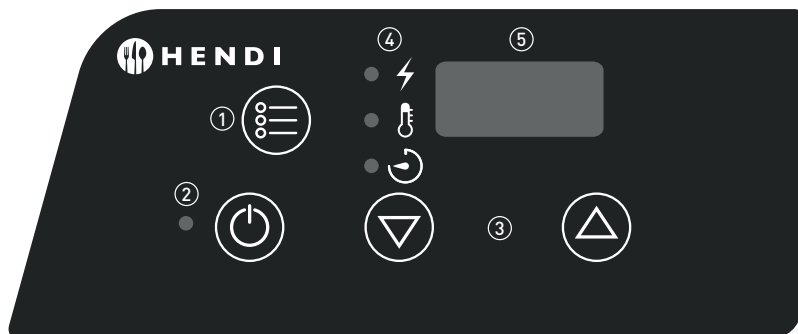 ④ ⑤
HENDI
①
②
③